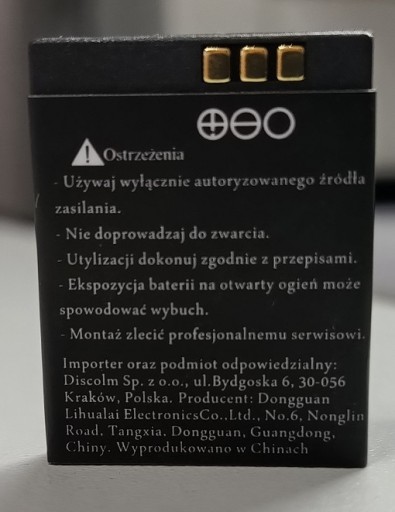 Ostrzeżenia
- Używaj wyłącznie autoryzowanego źródła
zasilania.
- Nie doprowadzaj do zwarcia.
- Utylizacji dokonuj zgodnie z przepisami.
- Ekspozycja baterii na otwarty ogień może
spowodować wybuch.
- Montaż zlecić profesjonalnemu serwisowi.
Importer oraz podmiot odpowiedzialny:
Discolm Sp. z o.o., ul.Bydgoska 6, 30-056
Kraków, Polska. Producent: Dongguan
Lihualai ElectronicsCo.,Ltd., No.6, Nonglin
Road, Tangxia, Dongguan, Guangdong,
Chiny. Wyprodukowano w Chinach